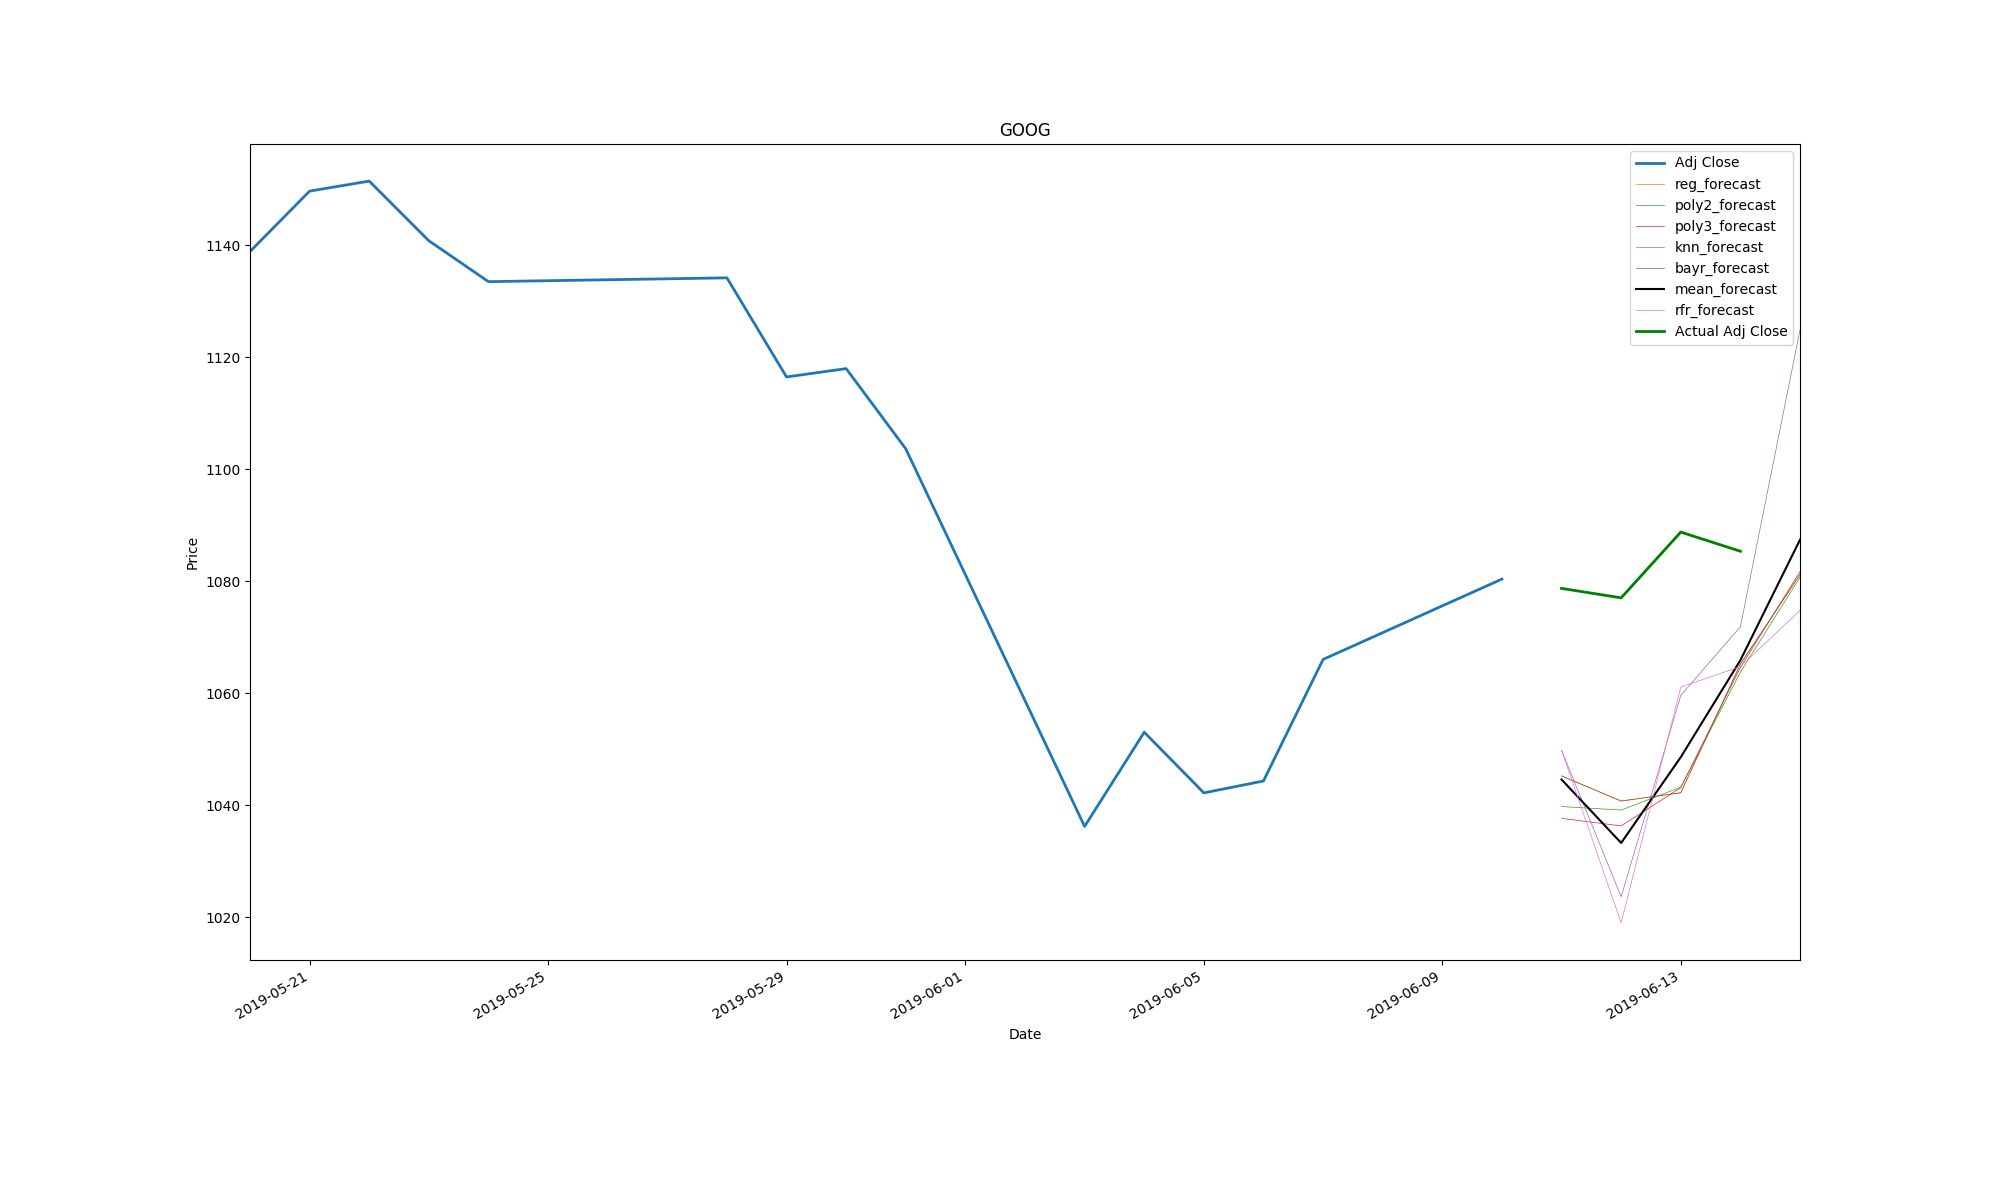 GOOG
Adj Close
reg_forecast
poly2_forecast
poly3_forecast
knn_forecast
bayr_forecast
mean_forecast
rfr_forecast
Actual Adj Close
1140
1120
1100
1080
1060
1040
1020
Price
2019-05-21
2019-05-25
2019-05-29
2019-06-01
2019-06-05
2019-06-09
2019-06-13
Date